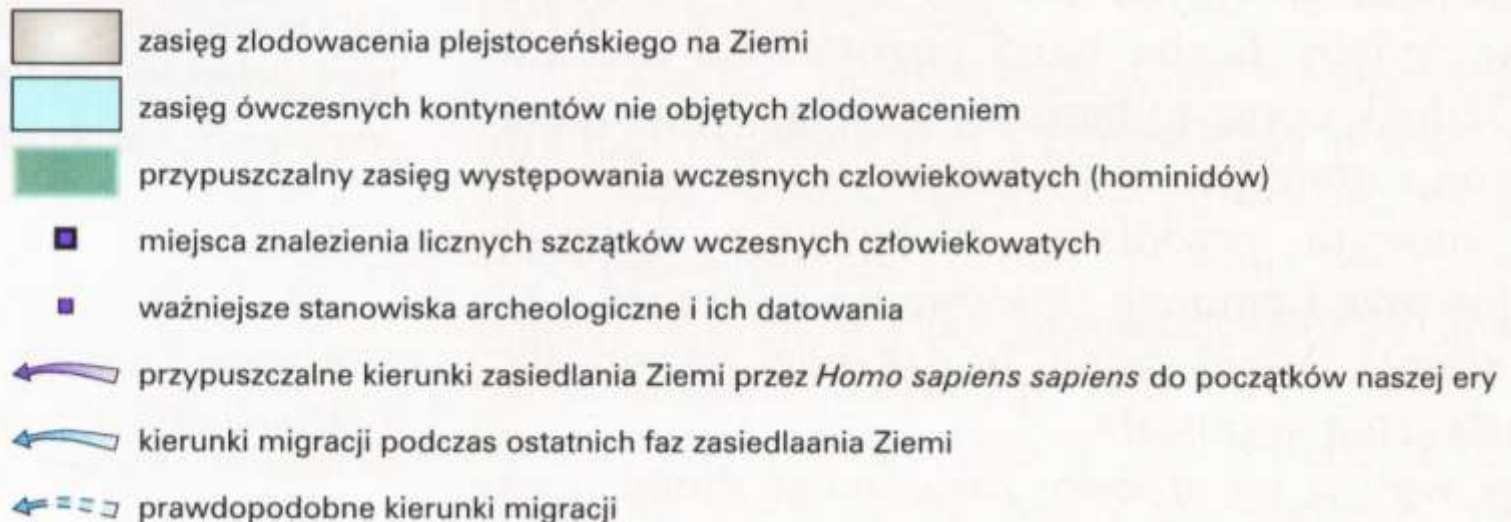 zasięg zlodowacenia plejstoceńskiego na Ziemi
zasięg ówczesnych kontynentów nie objętych zlodowaceniem
przypuszczalny zasięg występowania wczesnych czlowiekowatych (hominidów)
miejsca znalezienia licznych szczątków wczesnych człowiekowatych
ważniejsze stanowiska archeologiczne i ich datowania
przypuszczalne kierunki zasiedlania Ziemi przez Homo sapiens sapiens do początków naszej ery
kierunki migracji podczas ostatnich faz zasiedlaania Ziemi
prawdopodobne kierunki migracji